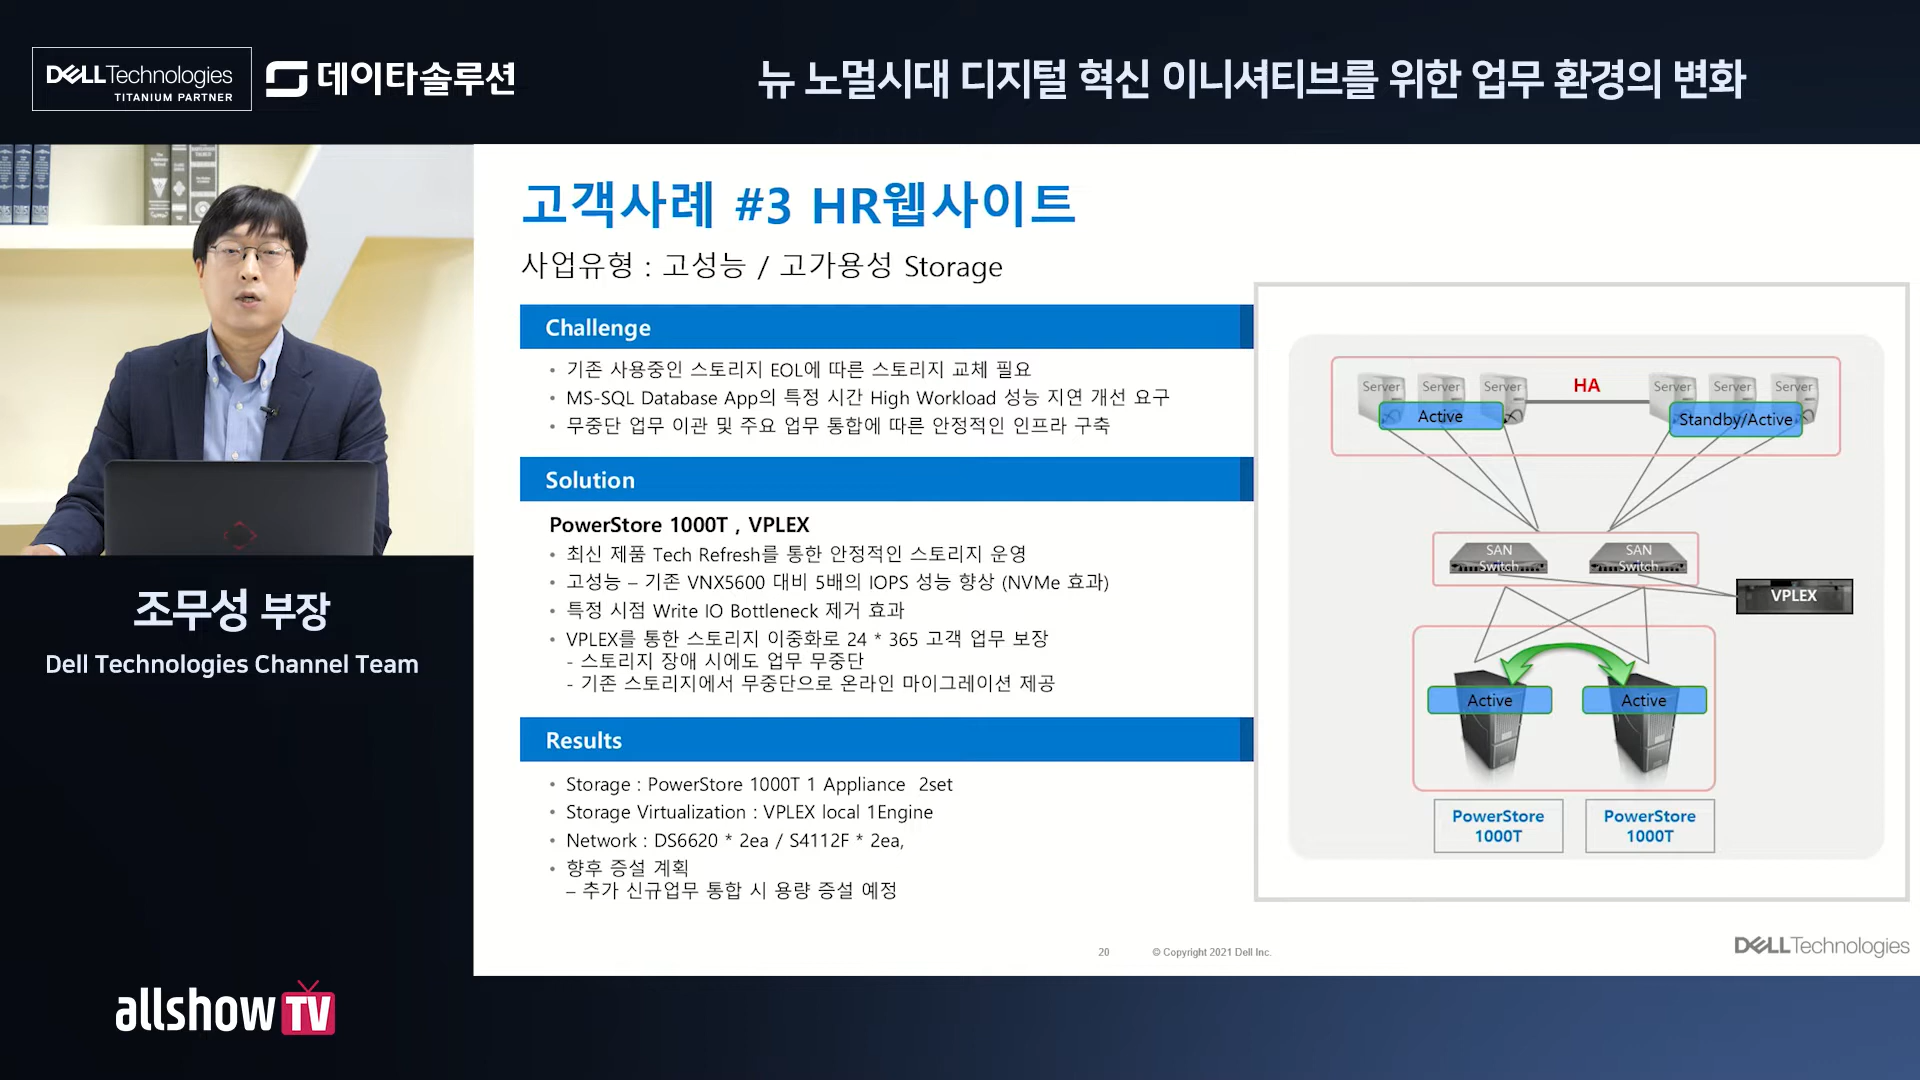 DELLTechnologies
TITANIUM PARTNER
데이타솔루션
뉴 노멀시대 디지털 혁신 이니셔티브를 위한 업무 환경의 변화
조무성 부장
Dell Technologies Channel Team
allshowTV
고객사례 #3 HR웹사이트
사업유형 : 고성능 / 고가용성 Storage
Challenge
• 기존 사용중인 스토리지 EOL에 따른 스토리지 교체 필요
• MS-SQL Database App의 특정 시간 High Workload 성능 지연 개선 요구
• 무중단 업무 이관 및 주요 업무 통합에 따른 안정적인 인프라 구축
Solution
PowerStore 1000T , VPLEX
• 최신 제품 Tech Refresh를 통한 안정적인 스토리지 운영
• 고성능 – 기존 VNX5600 대비 5배의 IOPS 성능 향상 (NVMe 효과)
• 특정 시점 Write IO Bottleneck 제거 효과
• VPLEX를 통한 스토리지 이중화로 24 * 365 고객 업무 보장
- 스토리지 장애 시에도 업무 무중단
- 기존 스토리지에서 무중단으로 온라인 마이그레이션 제공
Results
• Storage : PowerStore 1000T 1 Appliance 2set
• Storage Virtualization : VPLEX local 1Engine
• Network : DS6620 * 2ea / S4112F * 2ea,
• 향후 증설 계획
– 추가 신규업무 통합 시 용량 증설 예정
Server Server Server HA Server Server Server
Active Standby/Active
SAN Switch SAN Switch
VPLEX
Active Active
PowerStore 1000T PowerStore 1000T
20 © Copyright 2021 Dell Inc.
DELLTechnologies